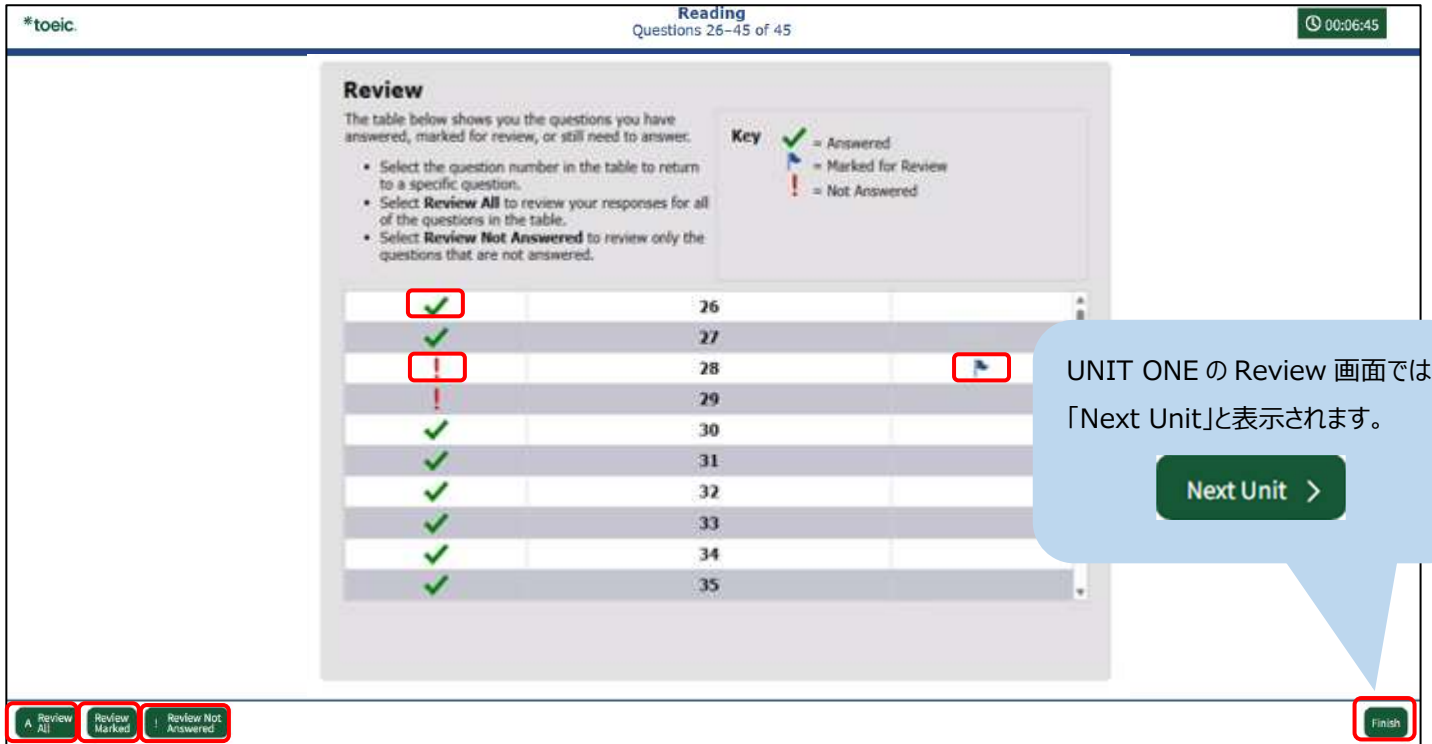 *toeic.
Reading
Questions 26–45 of 45
00:06:45
Review
The table below shows you the questions you have
answered, marked for review, or still need to answer.
• Select the question number in the table to return
to a specific question.
• Select Review All to review your responses for all
of the questions in the table.
• Select Review Not Answered to review only the
questions that are not answered.
Key
= Answered
= Marked for Review
! = Not Answered
26
27
! 28
! 29
30
31
32
33
34
35
UNIT ONE の Review 画面では
「Next Unit」と表示されます。
Next Unit >
A Review
All
Review
Marked
! Review Not
Answered
Finish